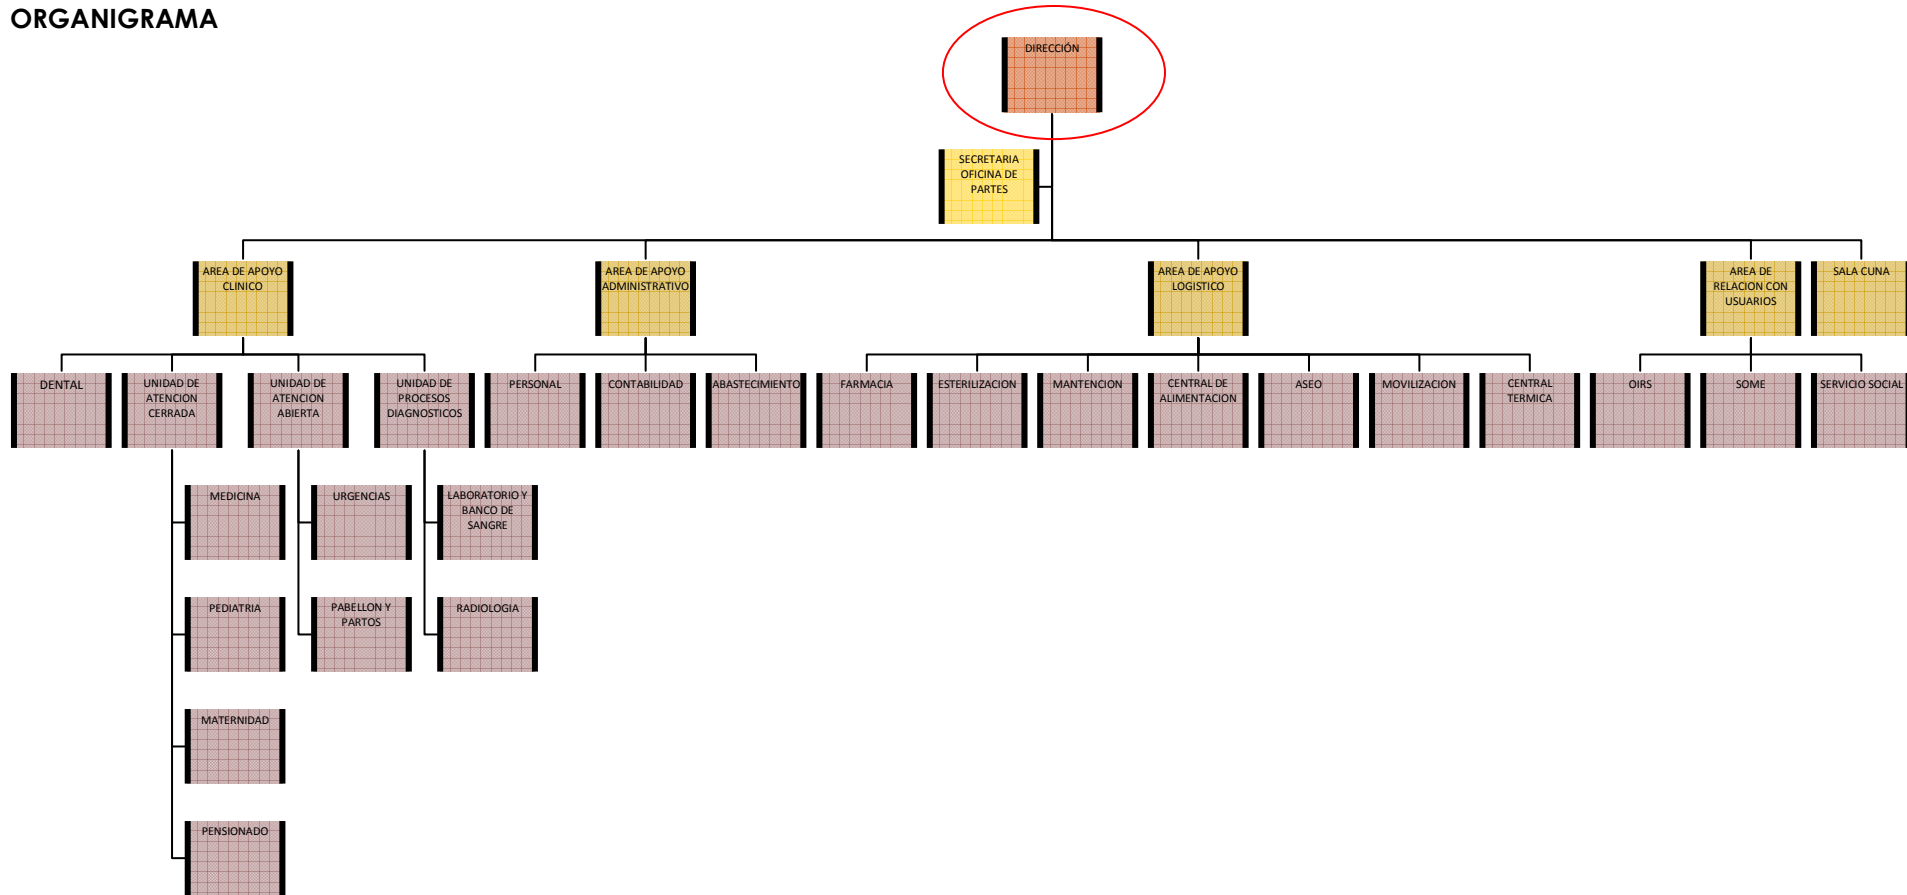 ORGANIGRAMA
DIRECCIÓN
SECRETARIA
OFICINA DE
PARTES
AREA DE APOYO
CLINICO
AREA DE APOYO
ADMINISTRATIVO
AREA DE APOYO
LOGISTICO
AREA DE
RELACION CON
USUARIOS
SALA CUNA
DENTAL
UNIDAD DE
ATENCION
CERRADA
UNIDAD DE
ATENCION
ABIERTA
UNIDAD DE
PROCESOS
DIAGNOSTICOS
PERSONAL
CONTABILIDAD
ABASTECIMIENTO
FARMACIA
ESTERILIZACION
MANTENCION
CENTRAL DE
ALIMENTACION
ASEO
MOVILIZACION
CENTRAL
TERMICA
OIRS
SOME
SERVICIO SOCIAL
MEDICINA
URGENCIAS
LABORATORIO Y
BANCO DE
SANGRE
PEDIATRIA
PABELLON Y
PARTOS
RADIOLOGIA
MATERNIDAD
PENSIONADO